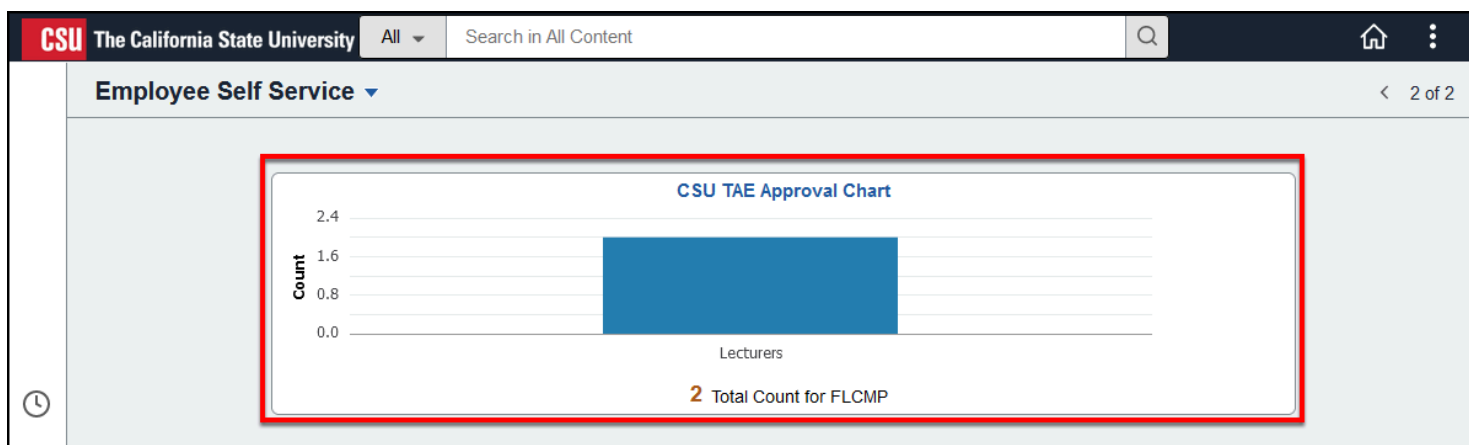 CSU The California State University All Search in All Content
Employee Self Service 2 of 2
CSU TAE Approval Chart
2.4
1.6
0.8
0.0
Count
Lecturers
2 Total Count for FLCMP